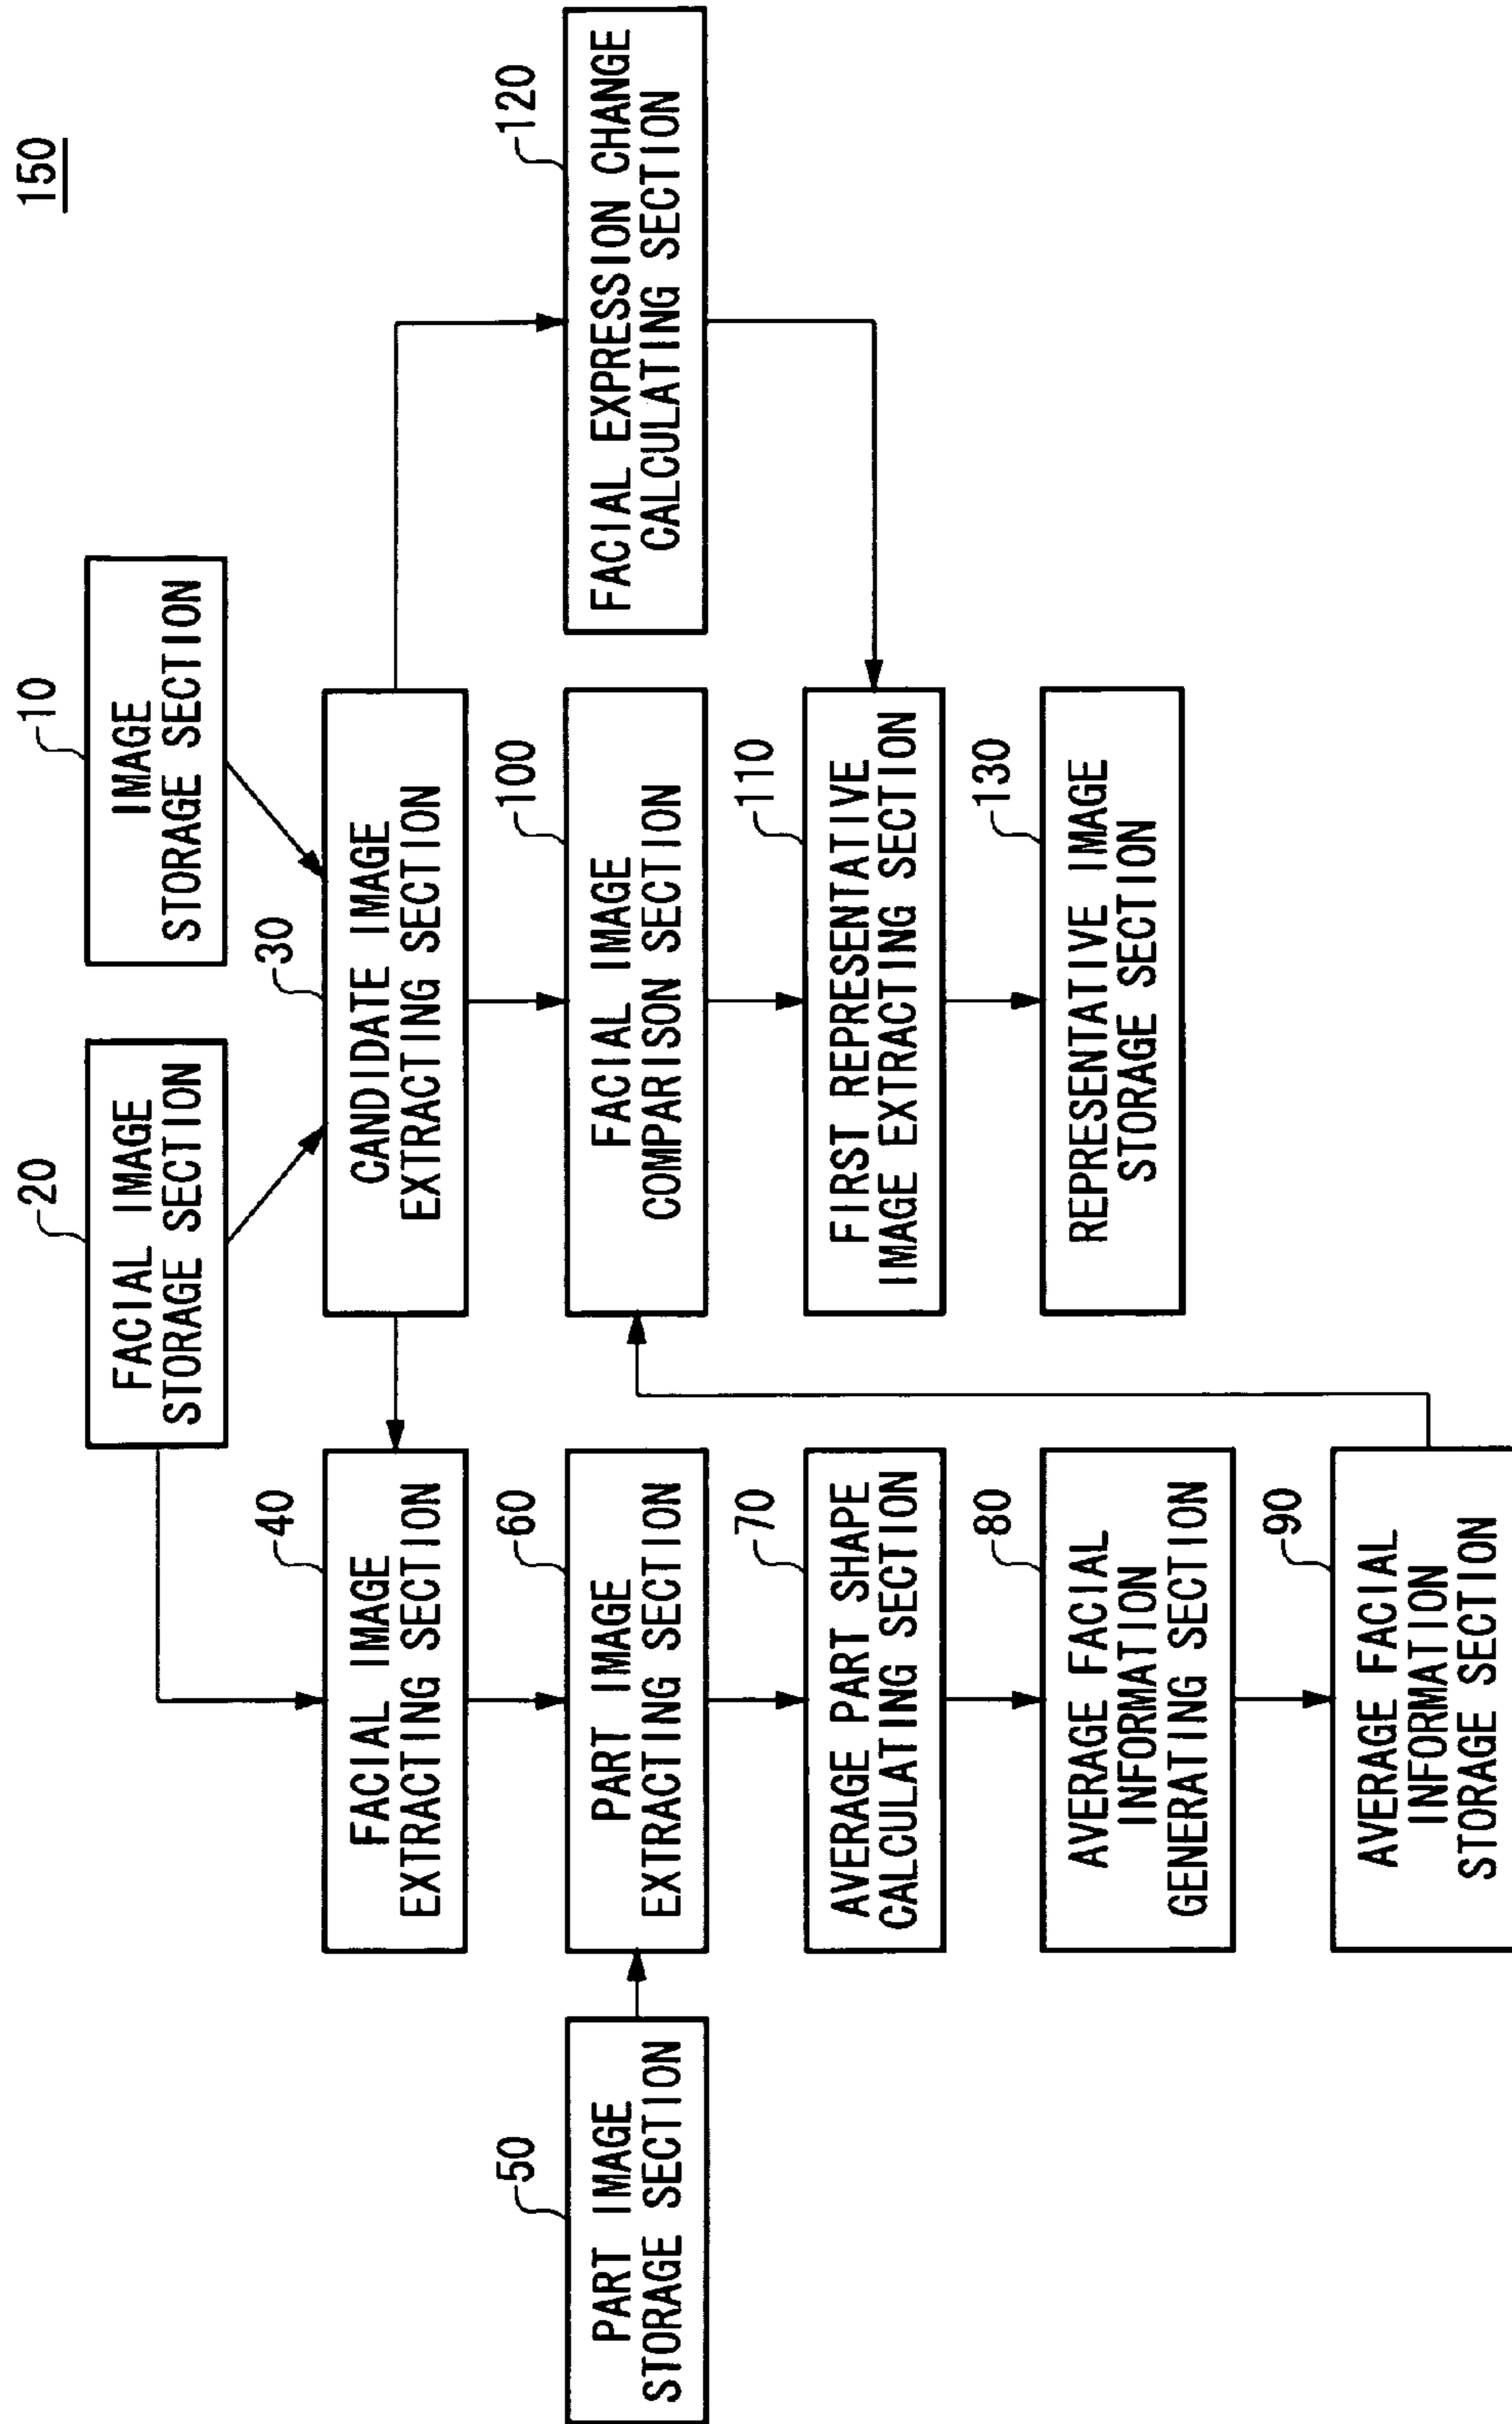 150
10
IMAGE
STORAGE SECTION
20
FACIAL IMAGE
STORAGE SECTION
30
CANDIDATE IMAGE
EXTRACTING SECTION
40
FACIAL IMAGE
EXTRACTING SECTION
50
PART IMAGE
STORAGE SECTION
60
PART IMAGE
EXTRACTING SECTION
100
FACIAL IMAGE
COMPARISON SECTION
120
FACIAL EXPRESSION CHANGE
CALCULATING SECTION
70
AVERAGE PART SHAPE
CALCULATING SECTION
110
FIRST REPRESENTATIVE
IMAGE EXTRACTING SECTION
80
AVERAGE FACIAL
INFORMATION
GENERATING SECTION
130
REPRESENTATIVE IMAGE
STORAGE SECTION
90
AVERAGE FACIAL
INFORMATION
STORAGE SECTION